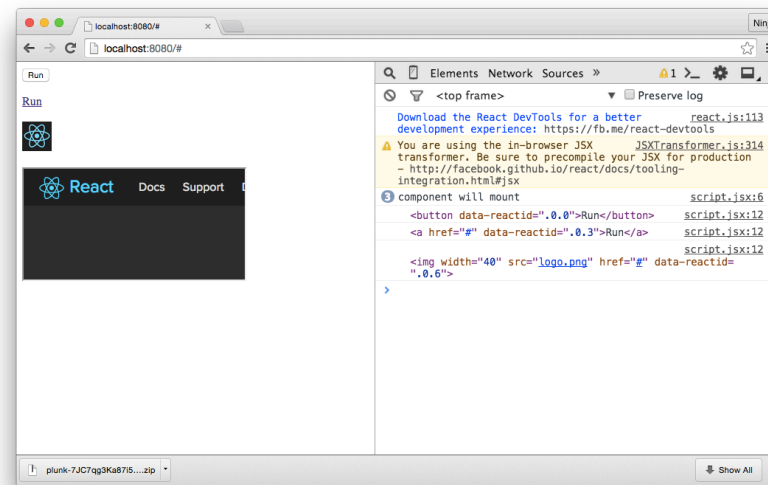 localhost:8080/#
Nin
localhost:8080/#
Run
Run
React Docs Support
Elements Network Sources » 1
<top frame> Preserve log
Download the React DevTools for a better react.js:113
development experience: https://fb.me/react-devtools
You are using the in-browser JSX JSXTransformer.js:314
transformer. Be sure to precompile your JSX for production
– http://facebook.github.io/react/docs/tooling-
integration.html#jsx
3 component will mount script.jsx:6
<button data-reactid=".0.0">Run</button> script.jsx:12
<a href="#" data-reactid=".0.3">Run</a> script.jsx:12
script.jsx:12
<img width="40" src="logo.png" href="#" data-reactid=
".0.6">
plunk-7JC7qg3Ka87i5....zip Show All